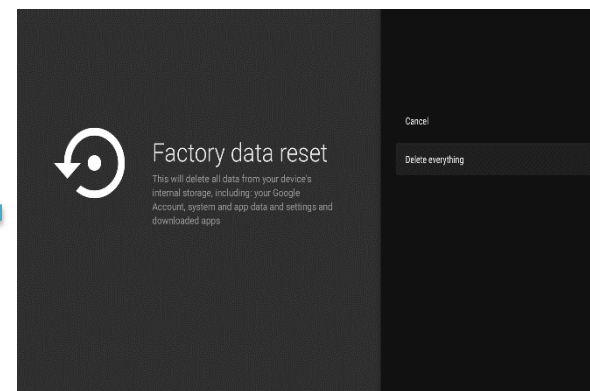 Factory data reset
This will delete all data from your device's
internal storage, including: your Google
Account, system and app data and settings and
downloaded apps
Cancel
Delete everything